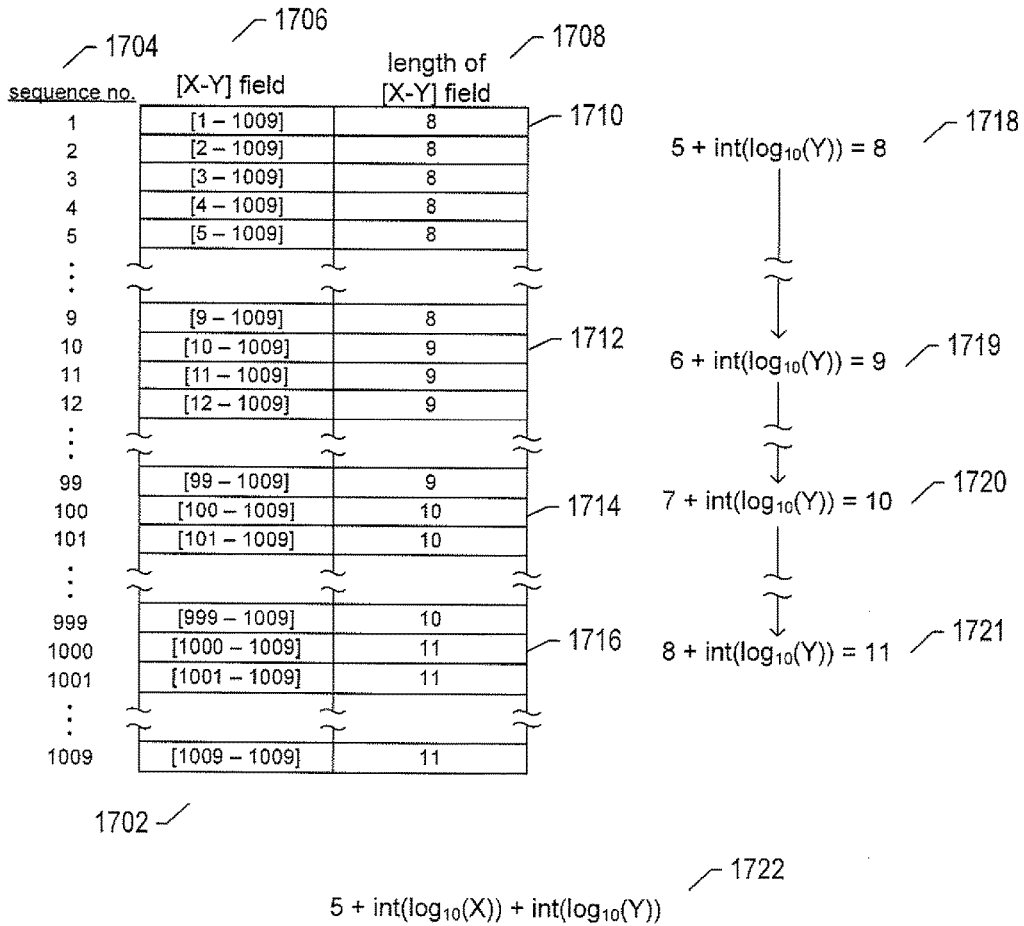 1706
1704
1708
sequence no.
[X-Y] field
length of
[X-Y] field
1 [1 – 1009] 8 1710
2 [2 – 1009] 8
3 [3 – 1009] 8
4 [4 – 1009] 8
5 [5 – 1009] 8
9 [9 – 1009] 8
10 [10 – 1009] 9 1712
11 [11 – 1009] 9
12 [12 – 1009] 9
99 [99 – 1009] 9
100 [100 – 1009] 10 1714
101 [101 – 1009] 10
999 [999 – 1009] 10
1000 [1000 – 1009] 11 1716
1001 [1001 – 1009] 11
1009 [1009 – 1009] 11
1702
1718
5 + int(log₁₀(Y)) = 8
1719
6 + int(log₁₀(Y)) = 9
1720
7 + int(log₁₀(Y)) = 10
1721
8 + int(log₁₀(Y)) = 11
1722
5 + int(log₁₀(X)) + int(log₁₀(Y))